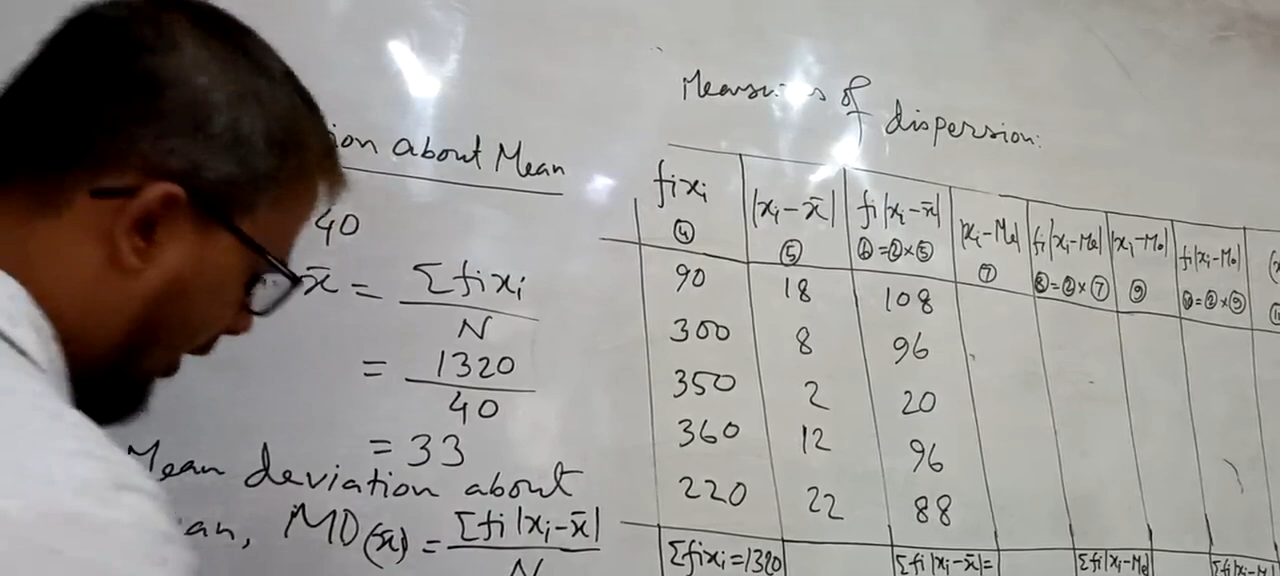 Measures of dispersion:
ion about Mean
40
x̄ = Σfixi / N
= 1320 / 40
= 33
Mean deviation about
an, MD(x̄) = Σfi|xi-x̄| / N
fixi |xi-x̄| fi|xi-x̄| |xi-Me| fi|xi-Me| |xi-Mo| fi|xi-Mo|
④ ⑤ ⑥=②×⑤ ⑦ ⑧=②×⑦ ⑨ ⑩=②×⑨
90 18 108
300 8 96
350 2 20
360 12 96
220 22 88
Σfixi=1320 Σfi|xi-x̄|= Σfi|xi-Me|